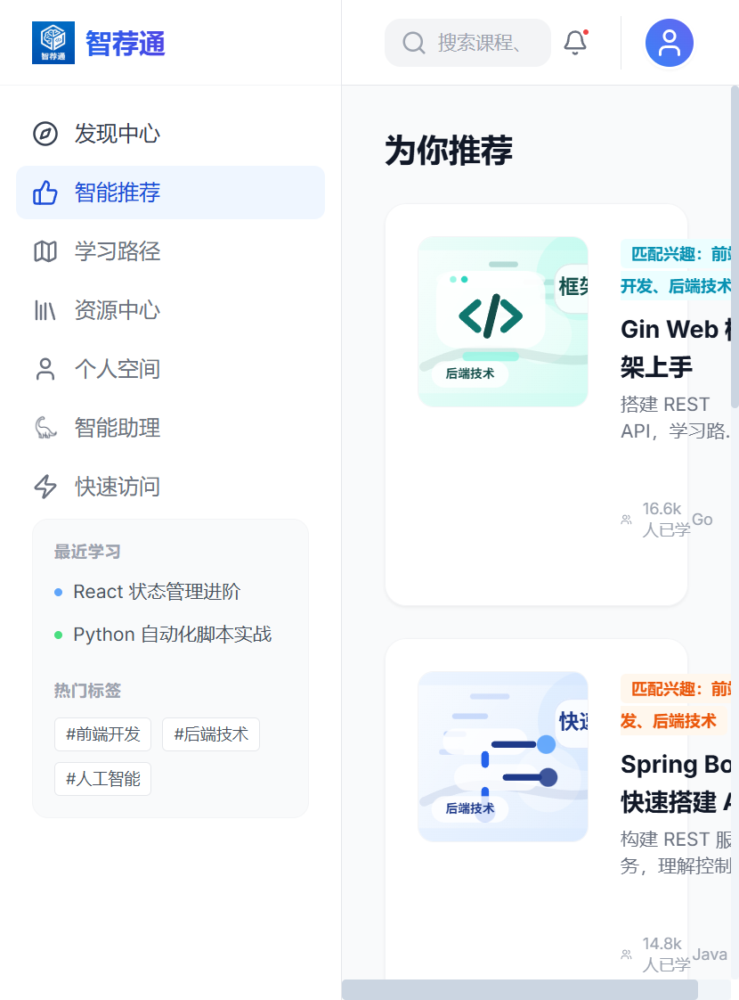 智荐通
智荐通
搜索课程、
发现中心
智能推荐
学习路径
资源中心
个人空间
智能助理
快速访问
最近学习
React 状态管理进阶
Python 自动化脚本实战
热门标签
#前端开发
#后端技术
#人工智能
为你推荐
后端技术
匹配兴趣：前
开发、后端技术
Gin Web
架上手
搭建 REST
API，学习路...
16.6k
人已学
Go
快速
后端技术
匹配兴趣：前
发、后端技术
Spring Bo
快速搭建 A
构建 REST 服
务，理解控制
14.8k
人已学
Java